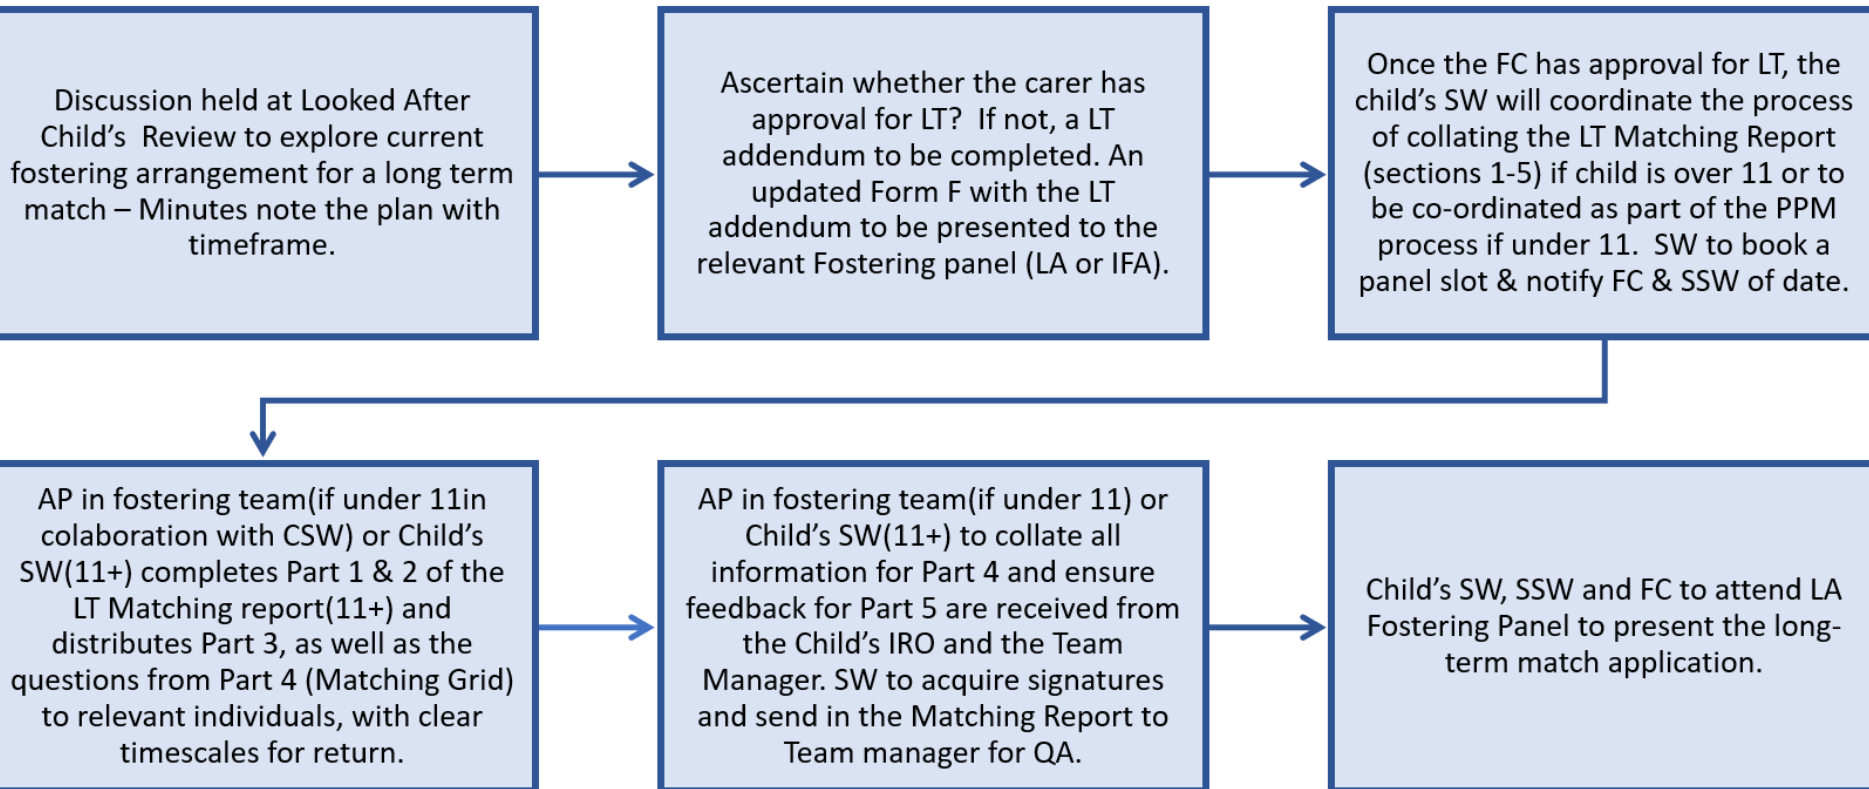 Discussion held at Looked After
Child’s  Review to explore current
fostering arrangement for a long term
match – Minutes note the plan with
timeframe.
Ascertain whether the carer has
approval for LT?  If not, a LT
addendum to be completed. An
updated Form F with the LT
addendum to be presented to the
relevant Fostering panel (LA or IFA).
Once the FC has approval for LT, the
child’s SW will coordinate the process
of collating the LT Matching Report
(sections 1-5) if child is over 11 or to
be co-ordinated as part of the PPM
process if under 11.  SW to book a
panel slot & notify FC & SSW of date.
AP in fostering team(if under 11in
colaboration with CSW) or Child’s
SW(11+) completes Part 1 & 2 of the
LT Matching report(11+) and
distributes Part 3, as well as the
questions from Part 4 (Matching Grid)
to relevant individuals, with clear
timescales for return.
AP in fostering team(if under 11) or
Child’s SW(11+) to collate all
information for Part 4 and ensure
feedback for Part 5 are received from
the Child’s IRO and the Team
Manager. SW to acquire signatures
and send in the Matching Report to
Team manager for QA.
Child’s SW, SSW and FC to attend LA
Fostering Panel to present the long-
term match application.